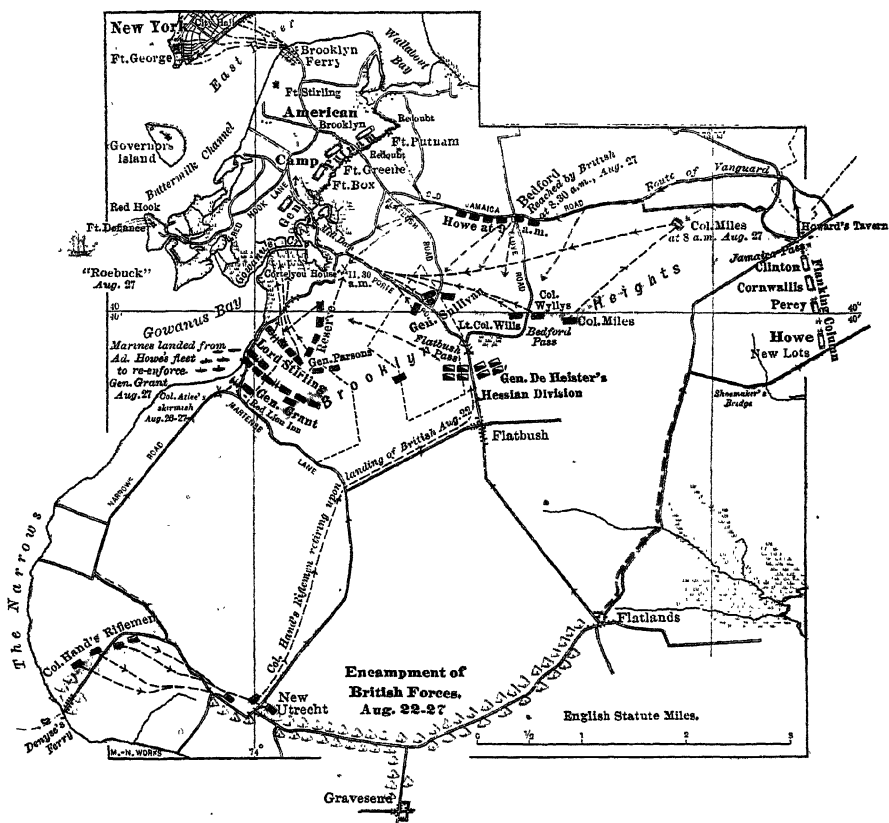 New York
City Hall
Ft. George
East
Brooklyn
Ferry
Wallabout
Bay
Ft. Stirling
American
Brooklyn
Redoubt
Ft. Putnam
Camp
Redoubt
Ft. Greene
Ft. Box
Governors
Island
Buttermilk Channel
Red Hook
Ft. Defiance
HOOK LANE
"Roebuck"
Aug. 27
Gowanus Bay
Cortelyou House
11.30
a.m.
JAMAICA
ROAD
Bedford
Reached by British
at 8.30 a.m., Aug. 27
Howe at 9
a.m.
Route of Vanguard
Col. Miles
at 8 a.m. Aug. 27
Howard's Tavern
Jamaica Pass
Clinton
Cornwallis
Percy
Howe
New Lots
Flanking Column
ROAD
LANE
ROAD
Gen. Sullivan
Col.
Wyllys
Lt. Col. Wills
Bedford
Pass
Col. Miles
Brooklyn Heights
40
40'
40°
40'
Marines landed from
Ad. Howe's fleet
to re-enforce
Gen. Grant
Aug. 27
Col. Atlee's
skirmish
Aug. 26-27
Reserve
Gen. Parsons
Lord Stirling
Gen. Grant
Red Lion Inn
Flatbush
Pass
Gen. De Heister's
Hessian Division
Flatbush
Shoemaker's
Bridge
MARTENSE
LANE
NARROWS ROAD
Col. Hand's Riflemen retiring upon
landing of British Aug. 22
The Narrows
Col. Hand's Riflemen
Denyse's
Ferry
New
Utrecht
Flatlands
Encampment of
British Forces,
Aug. 22-27
English Statute Miles.
0 ½ 1 2 3
M.-N. WORKS
74°
Gravesend